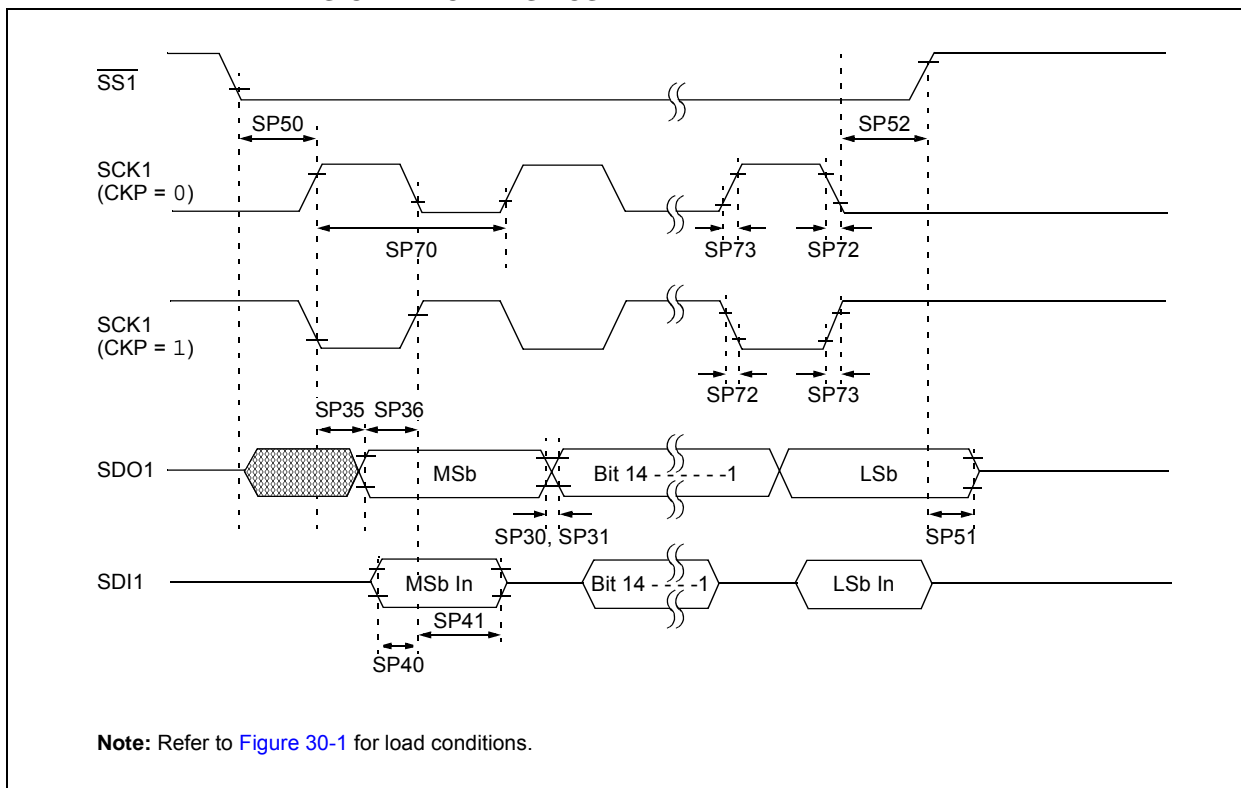 SS1
SP50
SP52
SCK1
(CKP = 0)
SP70
SP73
SP72
SCK1
(CKP = 1)
SP72
SP73
SP35
SP36
SDO1
MSb
Bit 14 - - - - - -1
LSb
SP30, SP31
SP51
SDI1
MSb In
Bit 14 - - - -1
LSb In
SP41
SP40
Note: Refer to Figure 30-1 for load conditions.